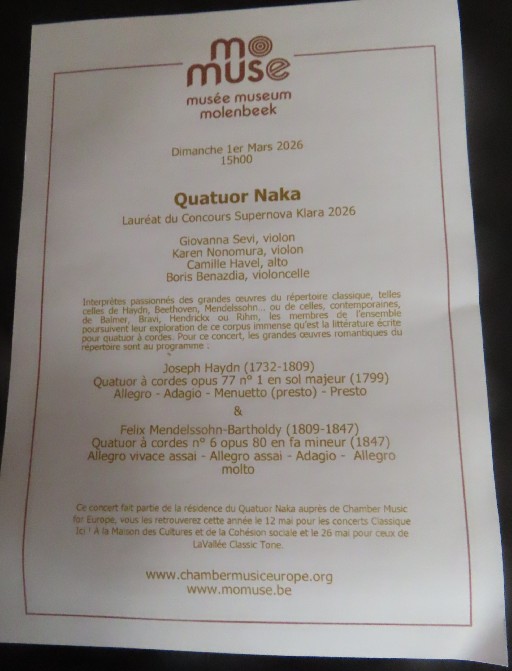 mo
muse
musée museum
molenbeek
Dimanche 1er Mars 2026
15h00
Quatuor Naka
Lauréat du Concours Supernova Klara 2026
Giovanna Sevi, violon
Karen Nonomura, violon
Camille Havel, alto
Boris Benazdia, violoncelle
Interprètes passionnés des grandes œuvres du répertoire classique, telles
celles de Haydn, Beethoven, Mendelssohn... ou de celles, contemporaines,
de Balmer, Bravi, Hendrickx ou Rihm, les membres de l'ensemble
poursuivent leur exploration de ce corpus immense qu'est la littérature écrite
pour quatuor à cordes. Pour ce concert, les grandes œuvres romantiques du
répertoire sont au programme :
Joseph Haydn (1732-1809)
Quatuor à cordes opus 77 n° 1 en sol majeur (1799)
Allegro - Adagio - Menuetto (presto) - Presto
&
Felix Mendelssohn-Bartholdy (1809-1847)
Quatuor à cordes n° 6 opus 80 en fa mineur (1847)
Allegro vivace assai - Allegro assai - Adagio - Allegro
molto
Ce concert fait partie de la résidence du Quatuor Naka auprès de Chamber Music
for Europe, vous les retrouverez cette année le 12 mai pour les concerts Classique
Ici ! À la Maison des Cultures et de la Cohésion sociale et le 26 mai pour ceux de
LaVallée Classic Tone.
www.chambermusiceurope.org
www.momuse.be